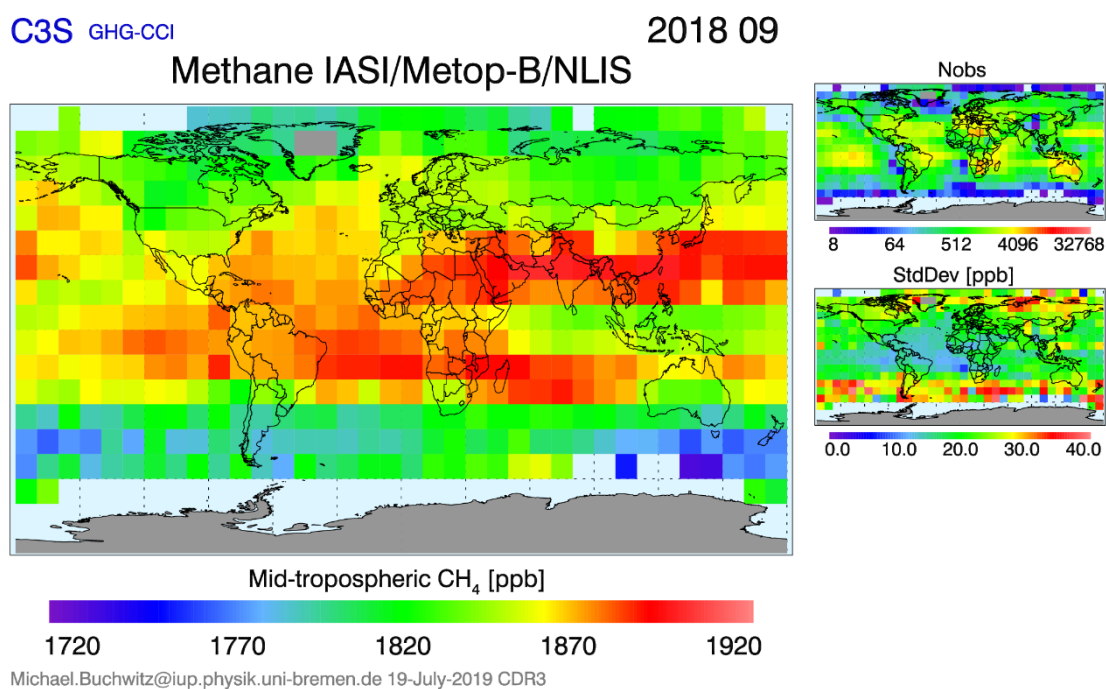 C3S GHG-CCI 2018 09
Methane IASI/Metop-B/NLIS
Nobs
8 64 512 4096 32768
StdDev [ppb]
0.0 10.0 20.0 30.0 40.0
Mid-tropospheric CH₄ [ppb]
1720 1770 1820 1870 1920
Michael.Buchwitz@iup.physik.uni-bremen.de 19-July-2019 CDR3